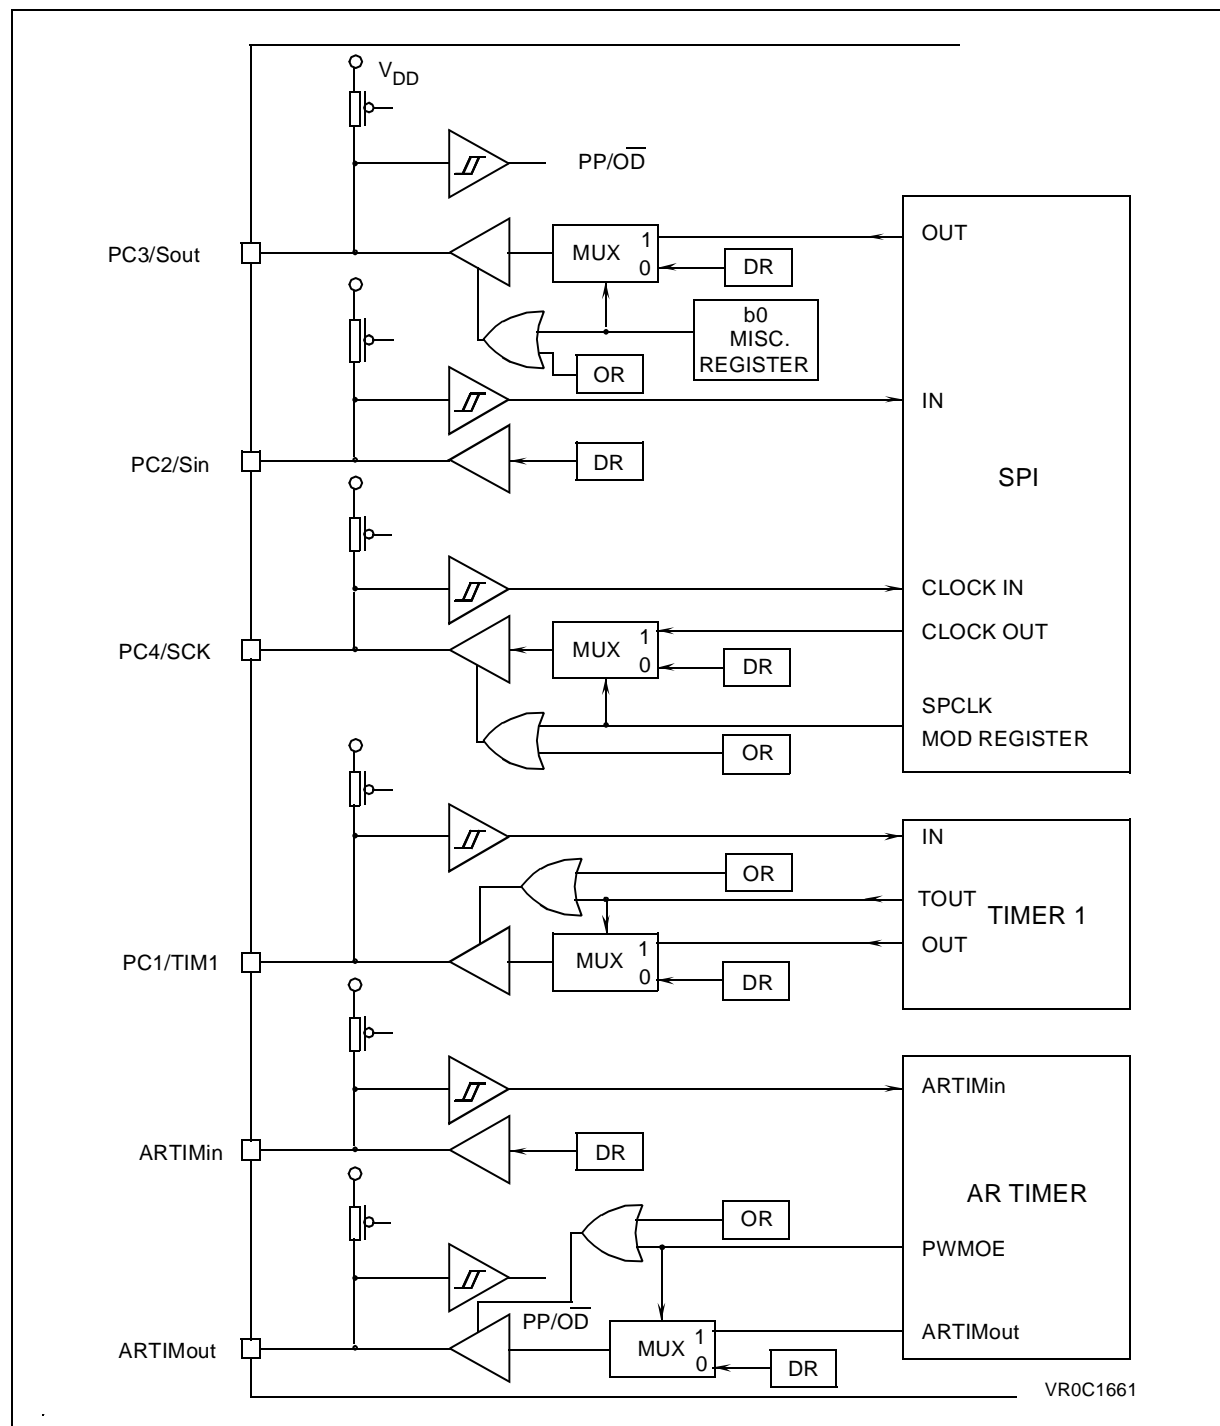 VDD
PP/OD
PC3/Sout
MUX
1
0
OUT
DR
b0
MISC.
REGISTER
OR
IN
PC2/Sin
DR
SPI
CLOCK IN
PC4/SCK
MUX
1
0
CLOCK OUT
DR
SPCLK
MOD REGISTER
OR
IN
OR
TOUT
TIMER 1
PC1/TIM1
MUX
1
0
OUT
DR
ARTIMin
ARTIMin
DR
AR TIMER
OR
PWMOE
PP/OD
ARTIMout
MUX
1
0
ARTIMout
DR
VR0C1661